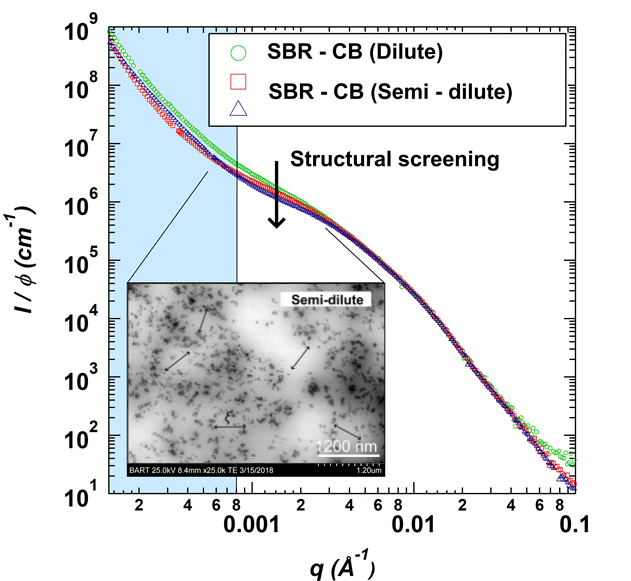 SBR - CB (Dilute)
SBR - CB (Semi - dilute)
Structural screening
10⁹
10⁸
10⁷
10⁶
10⁵
10⁴
10³
10²
10¹
I / ϕ (cm⁻¹)
Semi-dilute
ξ
1200 nm
BART 25.0kV 8.4mm x25.0k TE 3/15/2018
1.20um
2 4 6 8 0.001 2 4 6 8 0.01 2 4 6 8 0.1
q (Å⁻¹)